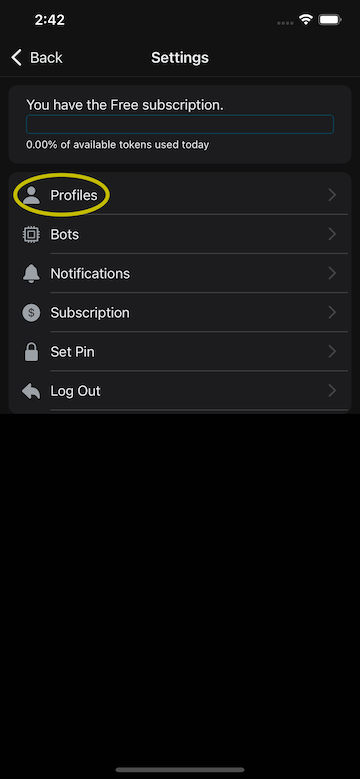 2:42
Back
Settings
You have the Free subscription.
0.00% of available tokens used today
Profiles
Bots
Notifications
$ Subscription
Set Pin
Log Out